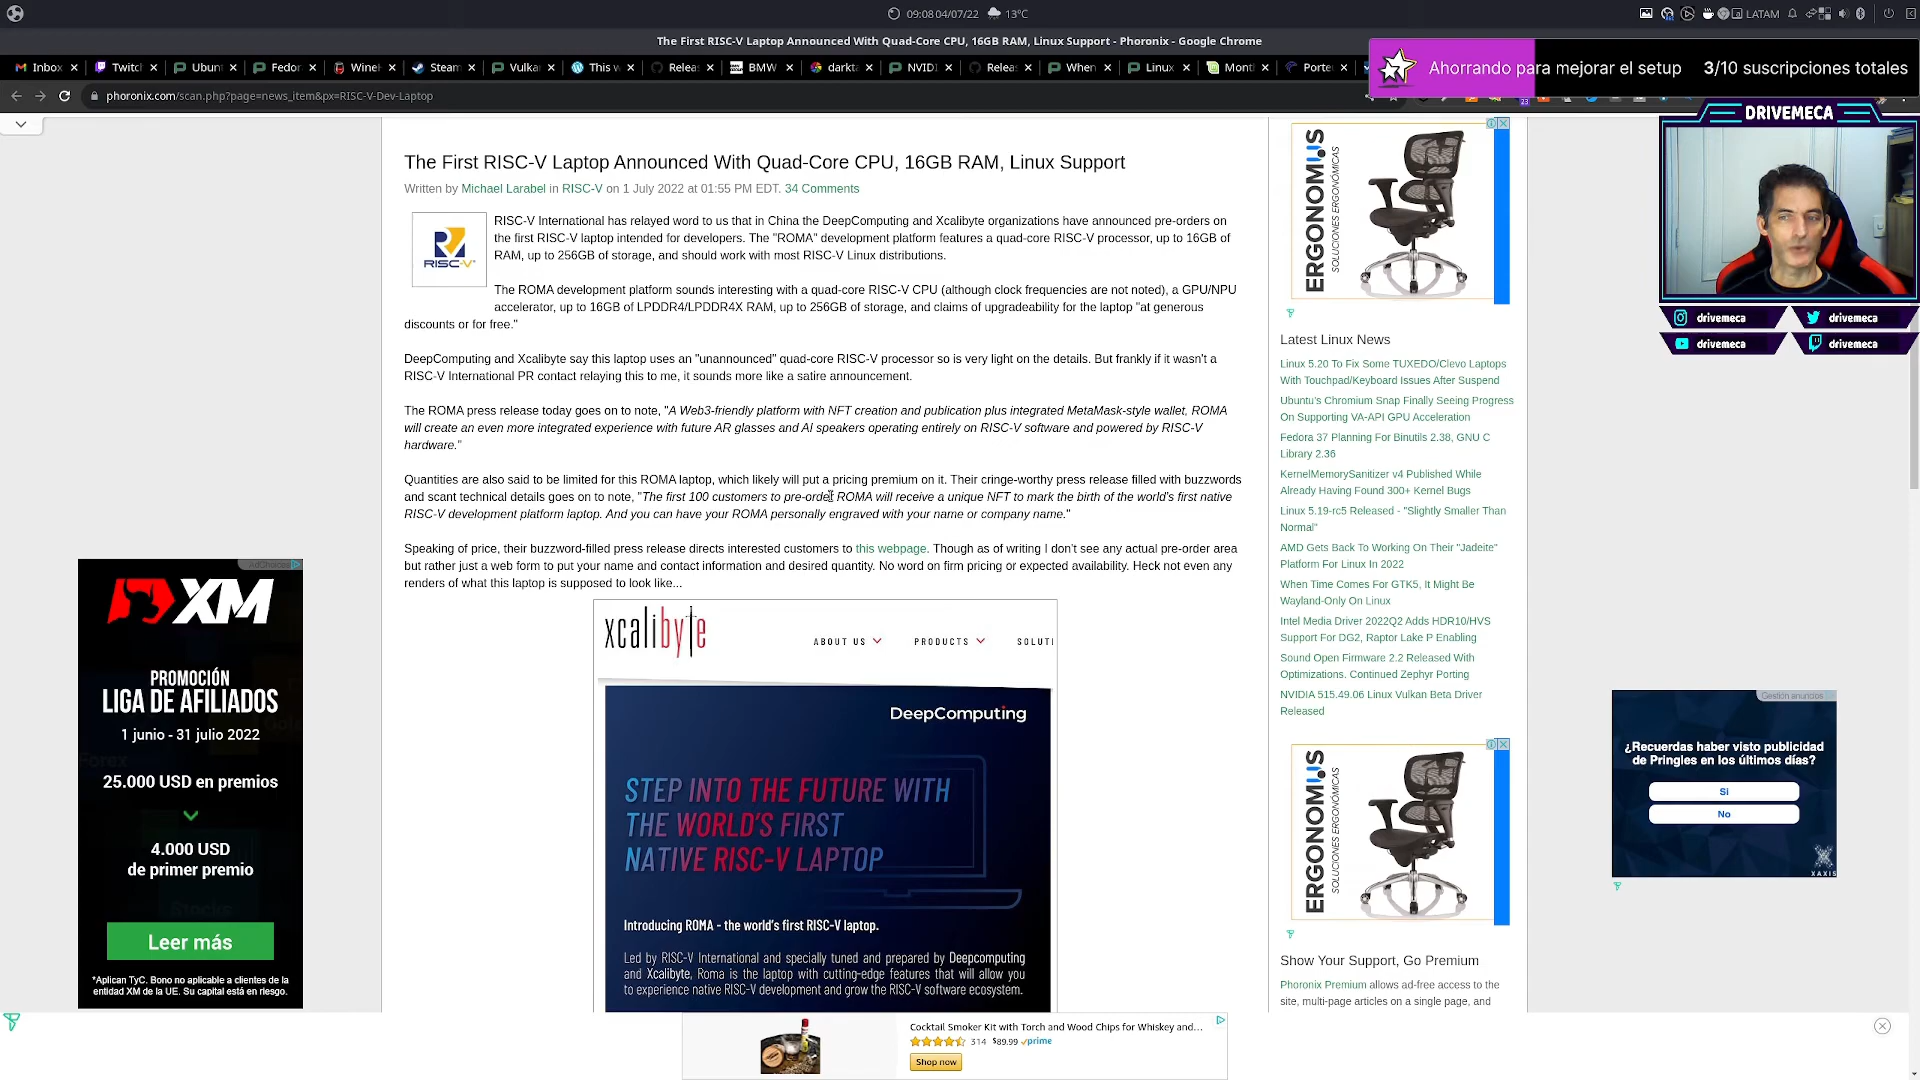 09:08 04/07/22 13°C
LATAM
The First RISC-V Laptop Announced With Quad-Core CPU, 16GB RAM, Linux Support - Phoronix - Google Chrome
Ahorrando para mejorar el setup 3/10 suscripciones totales
Inbox Twitch Ubun Fedor Steam Vulka This w Relea BMW darkt NVIDI Relea When Linux Monti Porte
phoronix.com/scan.php?page=news_item&px=RISC-V-Dev-Laptop
23
DRIVEMECA
drivemeca drivemeca
drivemeca drivemeca
The First RISC-V Laptop Announced With Quad-Core CPU, 16GB RAM, Linux Support
Written by Michael Larabel in RISC-V on 1 July 2022 at 01:55 PM EDT. 34 Comments
RISC-V
RISC-V International has relayed word to us that in China the DeepComputing and Xcalibyte organizations have announced pre-orders on
the first RISC-V laptop intended for developers. The "ROMA" development platform features a quad-core RISC-V processor, up to 16GB of
RAM, up to 256GB of storage, and should work with most RISC-V Linux distributions.
The ROMA development platform sounds interesting with a quad-core RISC-V CPU (although clock frequencies are not noted), a GPU/NPU
accelerator, up to 16GB of LPDDR4/LPDDR4X RAM, up to 256GB of storage, and claims of upgradeability for the laptop "at generous
discounts or for free."
DeepComputing and Xcalibyte say this laptop uses an "unannounced" quad-core RISC-V processor so is very light on the details. But frankly if it wasn't a
RISC-V International PR contact relaying this to me, it sounds more like a satire announcement.
The ROMA press release today goes on to note, "A Web3-friendly platform with NFT creation and publication plus integrated MetaMask-style wallet, ROMA
will create an even more integrated experience with future AR glasses and AI speakers operating entirely on RISC-V software and powered by RISC-V
hardware."
Quantities are also said to be limited for this ROMA laptop, which likely will put a pricing premium on it. Their cringe-worthy press release filled with buzzwords
and scant technical details goes on to note, "The first 100 customers to pre-order ROMA will receive a unique NFT to mark the birth of the world's first native
RISC-V development platform laptop. And you can have your ROMA personally engraved with your name or company name."
Speaking of price, their buzzword-filled press release directs interested customers to this webpage. Though as of writing I don't see any actual pre-order area
but rather just a web form to put your name and contact information and desired quantity. No word on firm pricing or expected availability. Heck not even any
renders of what this laptop is supposed to look like...
xcalibyte
ABOUT US PRODUCTS SOLUTI
DeepComputing
STEP INTO THE FUTURE WITH
THE WORLD'S FIRST
NATIVE RISC-V LAPTOP
Introducing ROMA - the world's first RISC-V laptop.
Led by RISC-V International and specially tuned and prepared by Deepcomputing
and Xcalibyte, Roma is the laptop with cutting-edge features that will allow you
to experience native RISC-V development and grow the RISC-V software ecosystem.
ERGONOMUS
SOLUCIONES ERGONÓMICAS
Latest Linux News
Linux 5.20 To Fix Some TUXEDO/Clevo Laptops
With Touchpad/Keyboard Issues After Suspend
Ubuntu's Chromium Snap Finally Seeing Progress
On Supporting VA-API GPU Acceleration
Fedora 37 Planning For Binutils 2.38, GNU C
Library 2.36
KernelMemorySanitizer v4 Published While
Already Having Found 300+ Kernel Bugs
Linux 5.19-rc5 Released - "Slightly Smaller Than
Normal"
AMD Gets Back To Working On Their "Jadeite"
Platform For Linux In 2022
When Time Comes For GTK5, It Might Be
Wayland-Only On Linux
Intel Media Driver 2022Q2 Adds HDR10/HVS
Support For DG2, Raptor Lake P Enabling
Sound Open Firmware 2.2 Released With
Optimizations, Continued Zephyr Porting
NVIDIA 515.49.06 Linux Vulkan Beta Driver
Released
ERGONOMUS
SOLUCIONES ERGONÓMICAS
Show Your Support, Go Premium
Phoronix Premium allows ad-free access to the
site, multi-page articles on a single page, and
AdChoices
XM
PROMOCIÓN
LIGA DE AFILIADOS
1 junio - 31 julio 2022
25.000 USD en premios
4.000 USD
de primer premio
Leer más
*Aplican TyC. Bono no aplicable a clientes de la
entidad XM de la UE. Su capital está en riesgo.
Gestión anuncios
¿Recuerdas haber visto publicidad
de Pringles en los últimos días?
Si
No
XAXIS
Cocktail Smoker Kit with Torch and Wood Chips for Whiskey and...
314 $89.99 prime
Shop now